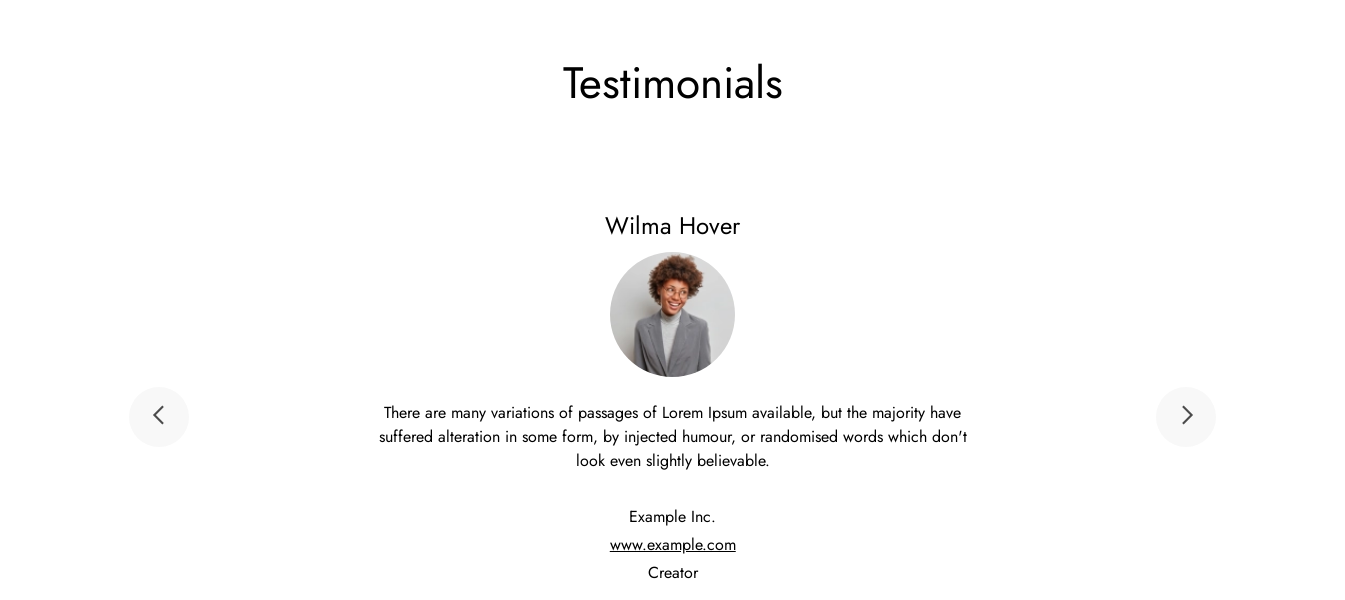 Testimonials
Wilma Hover
There are many variations of passages of Lorem Ipsum available, but the majority have
suffered alteration in some form, by injected humour, or randomised words which don't
look even slightly believable.
Example Inc.
www.example.com
Creator